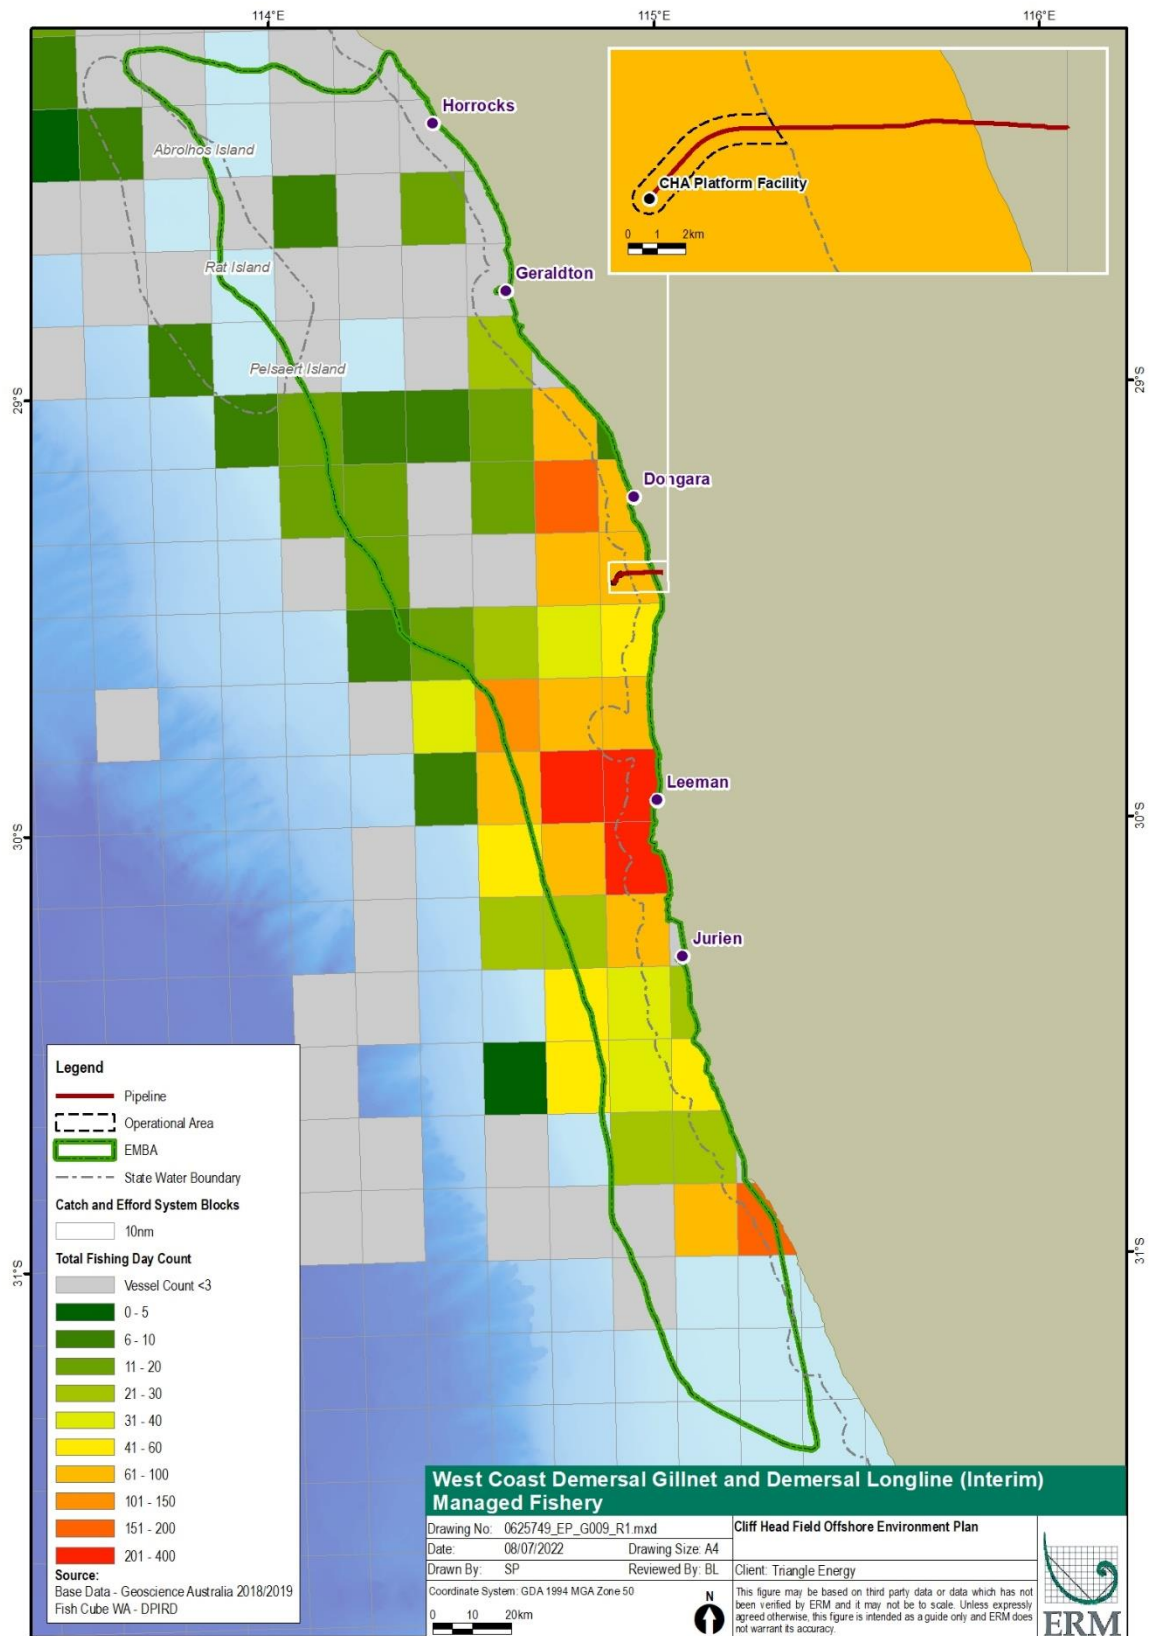 114°E
115°E
116°E
Horrocks
Abrolhos Island
CHA Platform Facility
0 1 2km
Rat Island
Geraldton
Pelsaert Island
29°S
29°S
Dongara
Leeman
30°S
30°S
Jurien
31°S
31°S
Legend
Pipeline
Operational Area
EMBA
State Water Boundary
Catch and Efford System Blocks
10nm
Total Fishing Day Count
Vessel Count <3
0 - 5
6 - 10
11 - 20
21 - 30
31 - 40
41 - 60
61 - 100
101 - 150
151 - 200
201 - 400
Source:
Base Data - Geoscience Australia 2018/2019
Fish Cube WA - DPIRD
West Coast Demersal Gillnet and Demersal Longline (Interim)
Managed Fishery
Drawing No: 0625749_EP_G009_R1.mxd
Date: 08/07/2022 Drawing Size: A4
Drawn By: SP Reviewed By: BL
Coordinate System: GDA 1994 MGA Zone 50
0 10 20km
N
Cliff Head Field Offshore Environment Plan
Client: Triangle Energy
This figure may be based on third party data or data which has not
been verified by ERM and it may not be to scale. Unless expressly
agreed otherwise, this figure is intended as a guide only and ERM does
not warrant its accuracy.
ERM